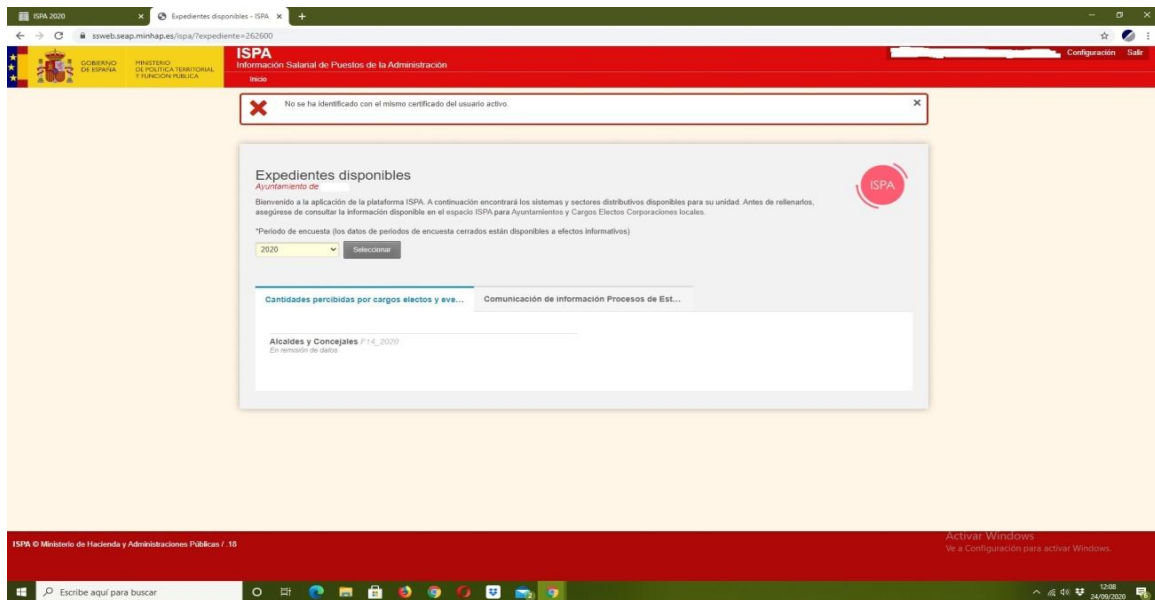 ISPA 2020
Expedientes disponibles - ISPA
ssweb.seap.minhap.es/ispa/?expediente=262600
GOBIERNO
DE ESPAÑA
MINISTERIO
DE POLÍTICA TERRITORIAL
Y FUNCIÓN PÚBLICA
ISPA
Información Salarial de Puestos de la Administración
Inicio
Configuración Salir
No se ha identificado con el mismo certificado del usuario activo.
Expedientes disponibles
Ayuntamiento de
ISPA
Bienvenido a la aplicación de la plataforma ISPA. A continuación encontrará los sistemas y sectores distributivos disponibles para su unidad. Antes de rellenarlos,
asegúrese de consultar la información disponible en el espacio ISPA para Ayuntamientos y Cargos Electos Corporaciones locales.
*Periodo de encuesta (los datos de periodos de encuesta cerrados están disponibles a efectos informativos)
2020 Seleccionar
Cantidades percibidas por cargos electos y eve... Comunicación de información Procesos de Est...
Alcaldes y Concejales F14_2020
En remisión de datos
ISPA © Ministerio de Hacienda y Administraciones Públicas / .18
Activar Windows
Ve a Configuración para activar Windows.
Escribe aquí para buscar
12:08
24/09/2020